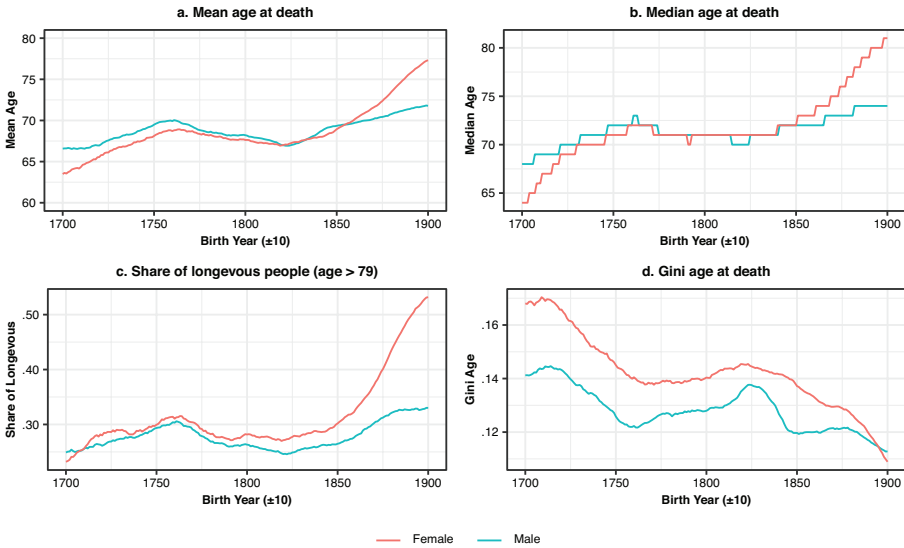 a. Mean age at death
80
75
70
65
60
Mean Age
1700 1750 1800 1850 1900
Birth Year (±10)
b. Median age at death
80
75
70
65
Median Age
1700 1750 1800 1850 1900
Birth Year (±10)
c. Share of longevous people (age > 79)
.50
.40
.30
Share of Longevous
1700 1750 1800 1850 1900
Birth Year (±10)
d. Gini age at death
.16
.14
.12
Gini Age
1700 1750 1800 1850 1900
Birth Year (±10)
Female Male